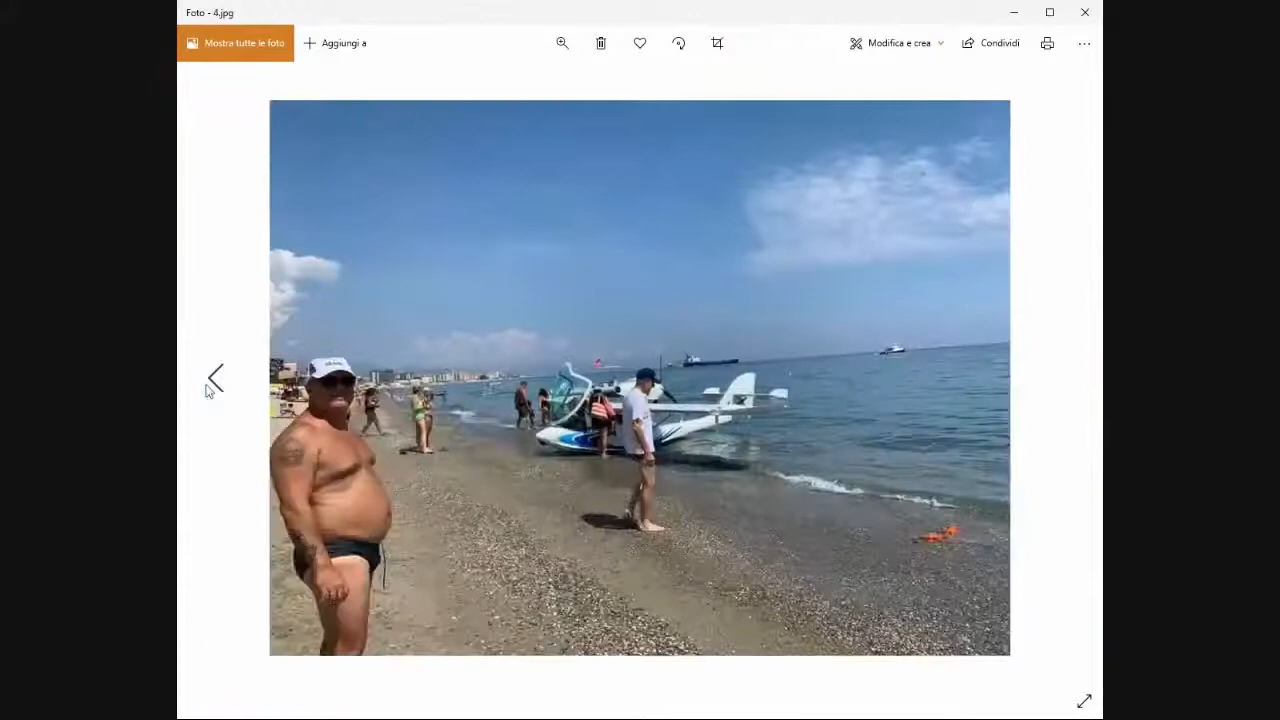 Foto - 4.jpg
Mostra tutte le foto
Aggiungi a
Modifica e crea
Condividi